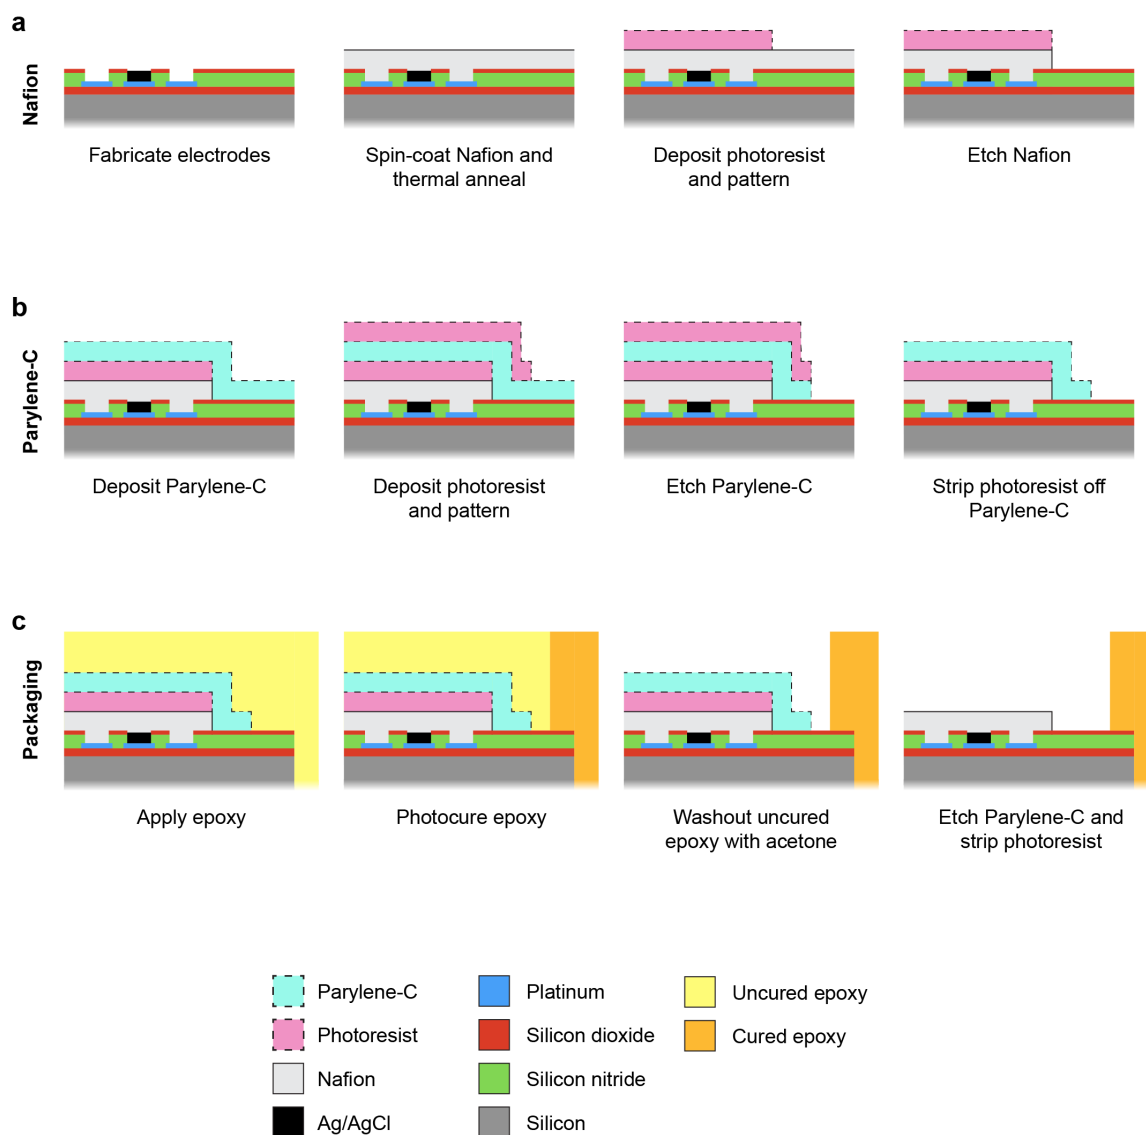 a
Nafion
Fabricate electrodes
Spin-coat Nafion and
thermal anneal
Deposit photoresist
and pattern
Etch Nafion
b
Parylene-C
Deposit Parylene-C
Deposit photoresist
and pattern
Etch Parylene-C
Strip photoresist off
Parylene-C
c
Packaging
Apply epoxy
Photocure epoxy
Washout uncured
epoxy with acetone
Etch Parylene-C and
strip photoresist
Parylene-C
Photoresist
Nafion
Ag/AgCl
Platinum
Silicon dioxide
Silicon nitride
Silicon
Uncured epoxy
Cured epoxy